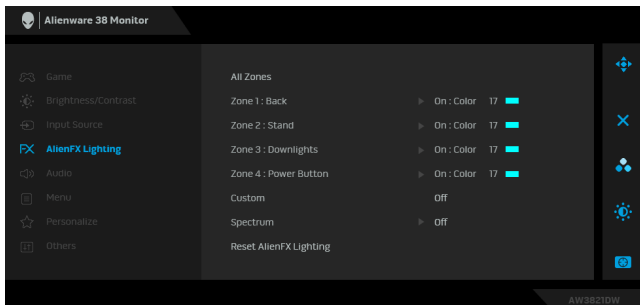 Alienware 38 Monitor
Game
Brightness/Contrast
Input Source
FX AlienFX Lighting
Audio
Menu
Personalize
Others
All Zones
Zone 1 : Back On : Color 17
Zone 2 : Stand On : Color 17
Zone 3 : Downlights On : Color 17
Zone 4 : Power Button On : Color 17
Custom Off
Spectrum Off
Reset AlienFX Lighting
AW3821DW